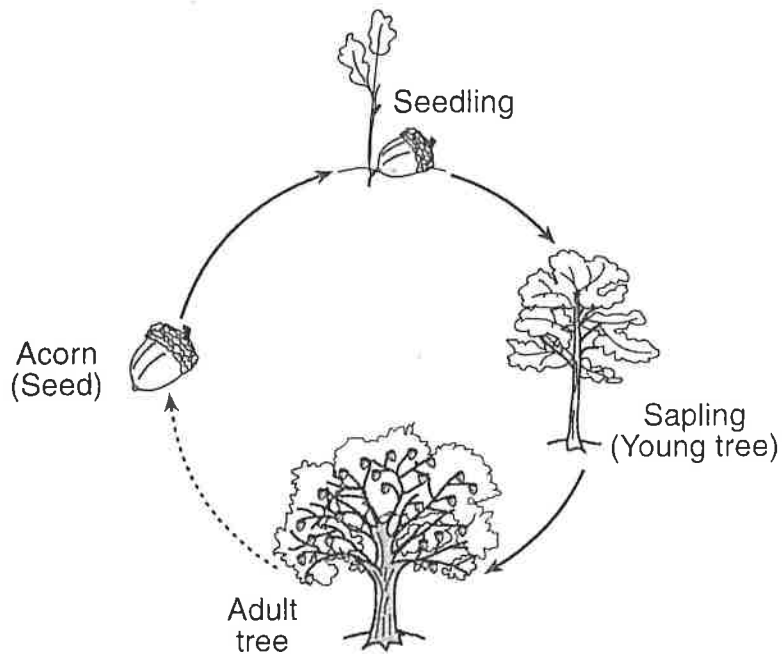 Seedling
Acorn
(Seed)
Sapling
(Young tree)
Adult
tree